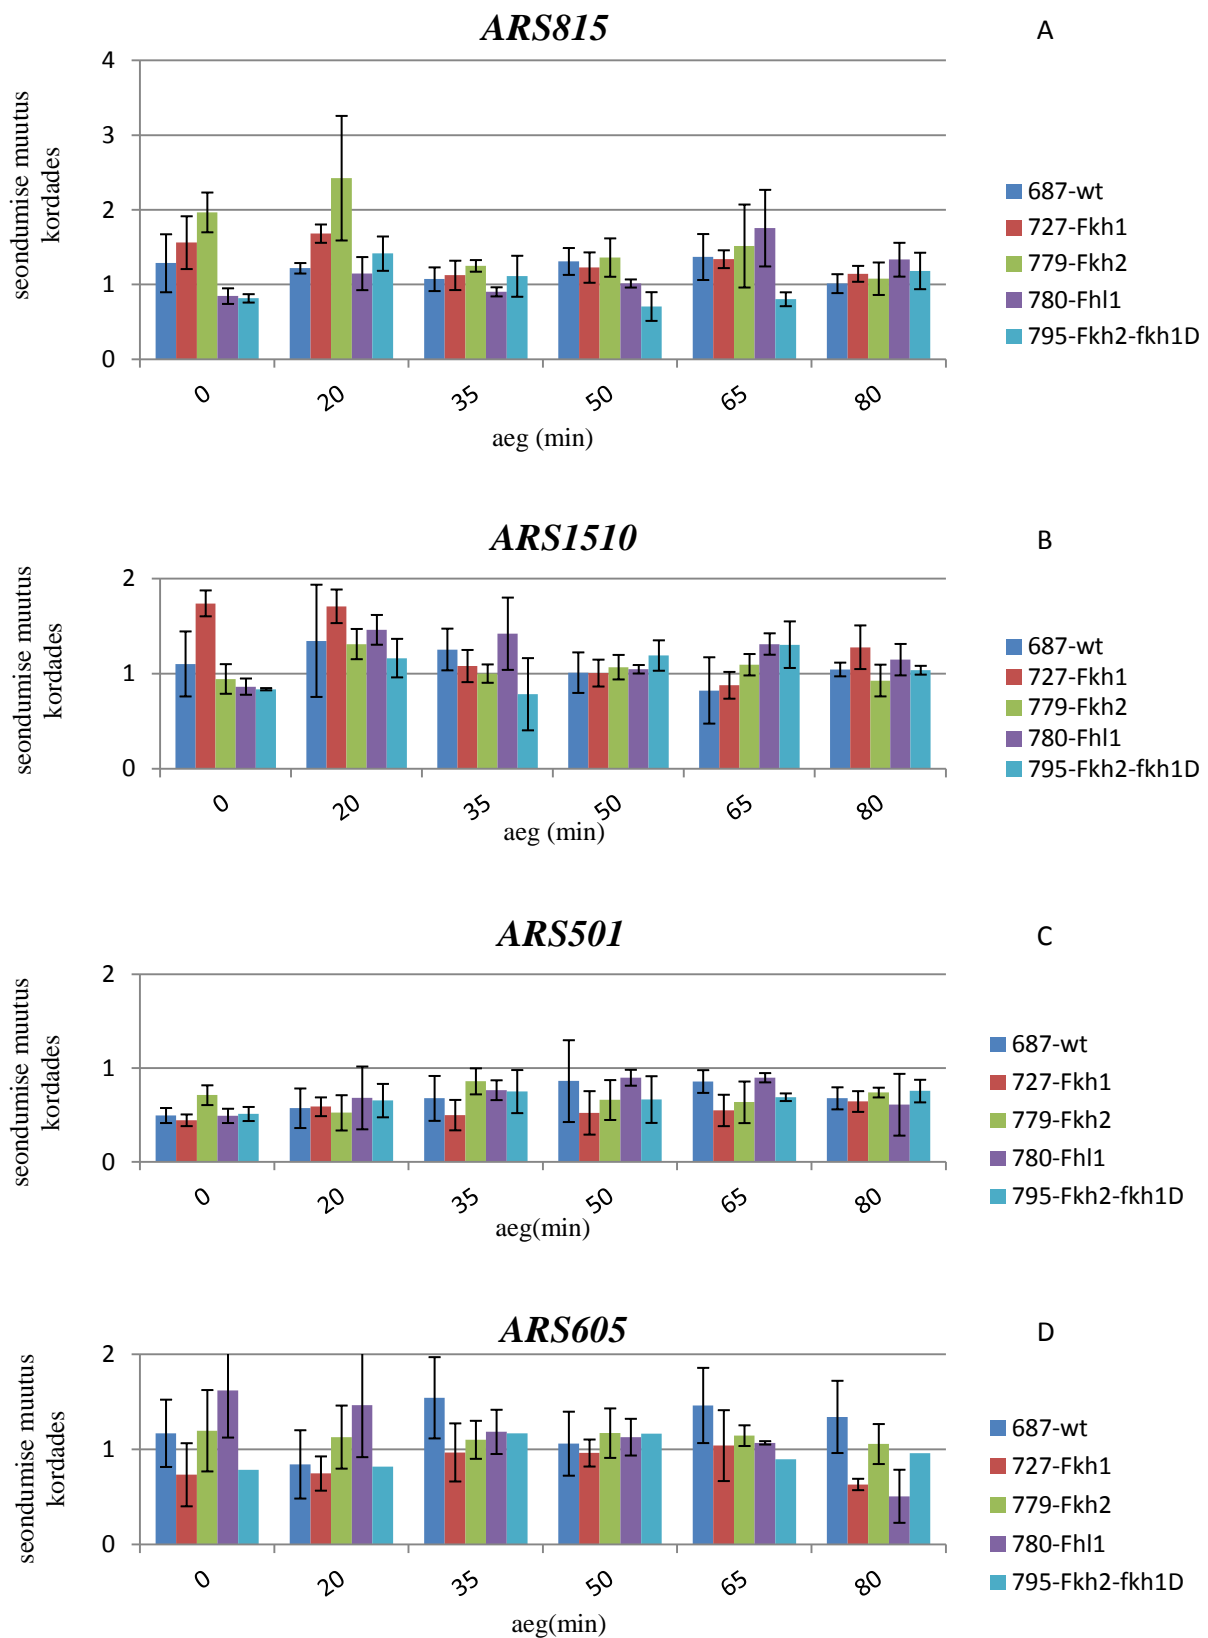 ARS815
A
seondumise muutus
kordades
4
3
2
1
0
0
20
35
50
65
80
aeg (min)
687-wt
727-Fkh1
779-Fkh2
780-Fhl1
795-Fkh2-fkh1D
ARS1510
B
seondumise muutus
kordades
2
1
0
0
20
35
50
65
80
aeg (min)
687-wt
727-Fkh1
779-Fkh2
780-Fhl1
795-Fkh2-fkh1D
ARS501
C
seondumise muutus
kordades
2
1
0
0
20
35
50
65
80
aeg(min)
687-wt
727-Fkh1
779-Fkh2
780-Fhl1
795-Fkh2-fkh1D
ARS605
D
seondumise muutus
kordades
2
1
0
0
20
35
50
65
80
aeg(min)
687-wt
727-Fkh1
779-Fkh2
780-Fhl1
795-Fkh2-fkh1D